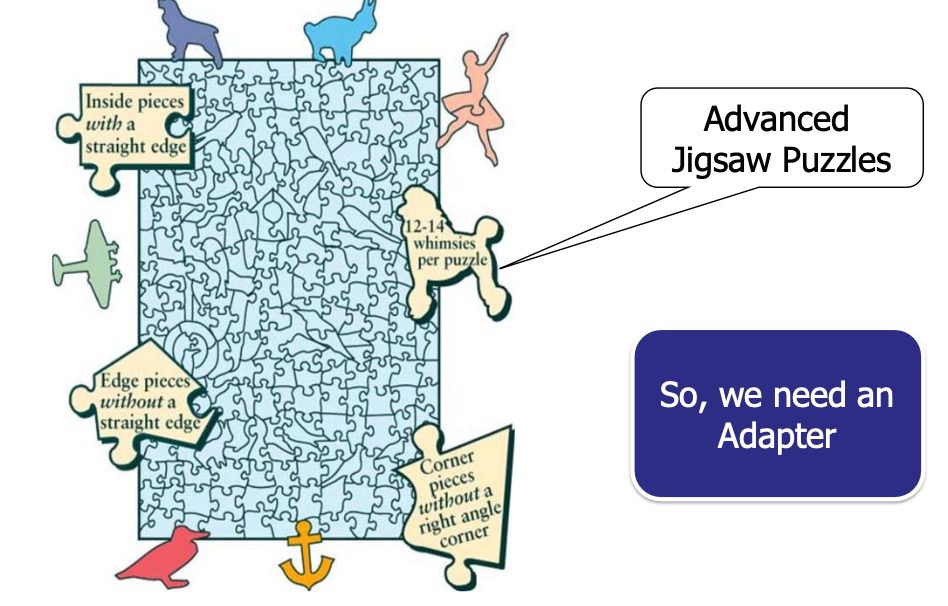 Inside pieces
with a
straight edge
Advanced
Jigsaw Puzzles
12-14
whimsies
per puzzle
Edge pieces
without a
straight edge
So, we need an
Adapter
Corner
pieces
without a
right angle
corner